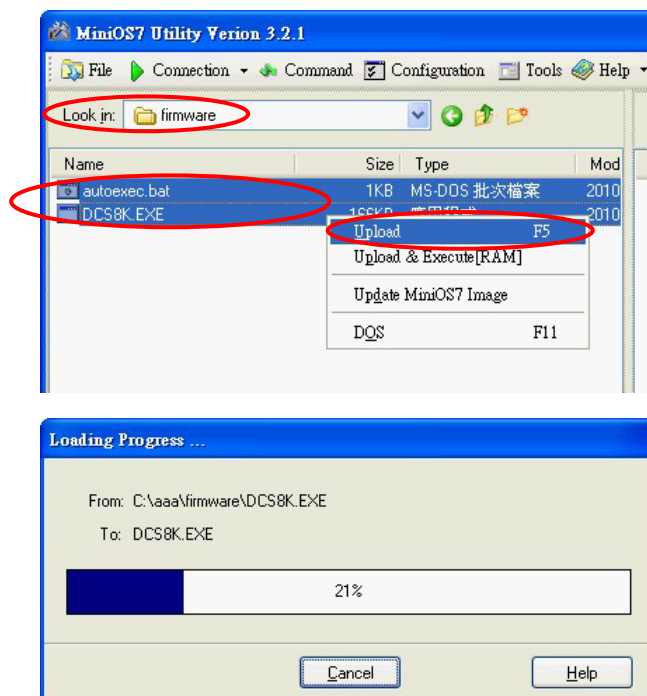 MiniOS7 Utility Verion 3.2.1
File Connection Command Configuration Tools Help
Look in: firmware
Name Size Type Mod
autoexec.bat 1KB MS-DOS 批次檔案 2010
DCS8K.EXE 2010
Upload F5
Upload & Execute[RAM]
Update MiniOS7 Image
DOS F11
Loading Progress ...
From: C:\aaa\firmware\DCS8K.EXE
To: DCS8K.EXE
21%
Cancel Help